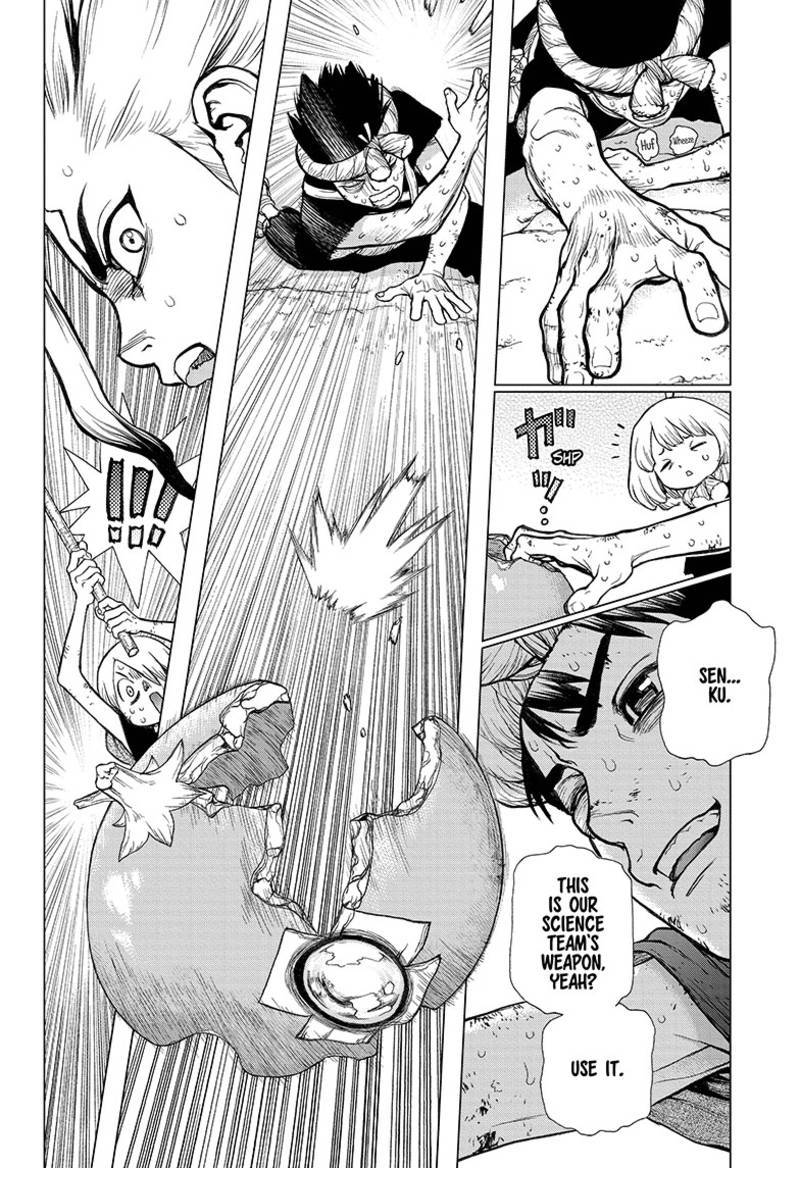 Huf
Wheeze
ガッ
SHP
SEN...
KU.
THIS
IS OUR
SCIENCE
TEAM'S
WEAPON,
YEAH?
USE IT.
!!!